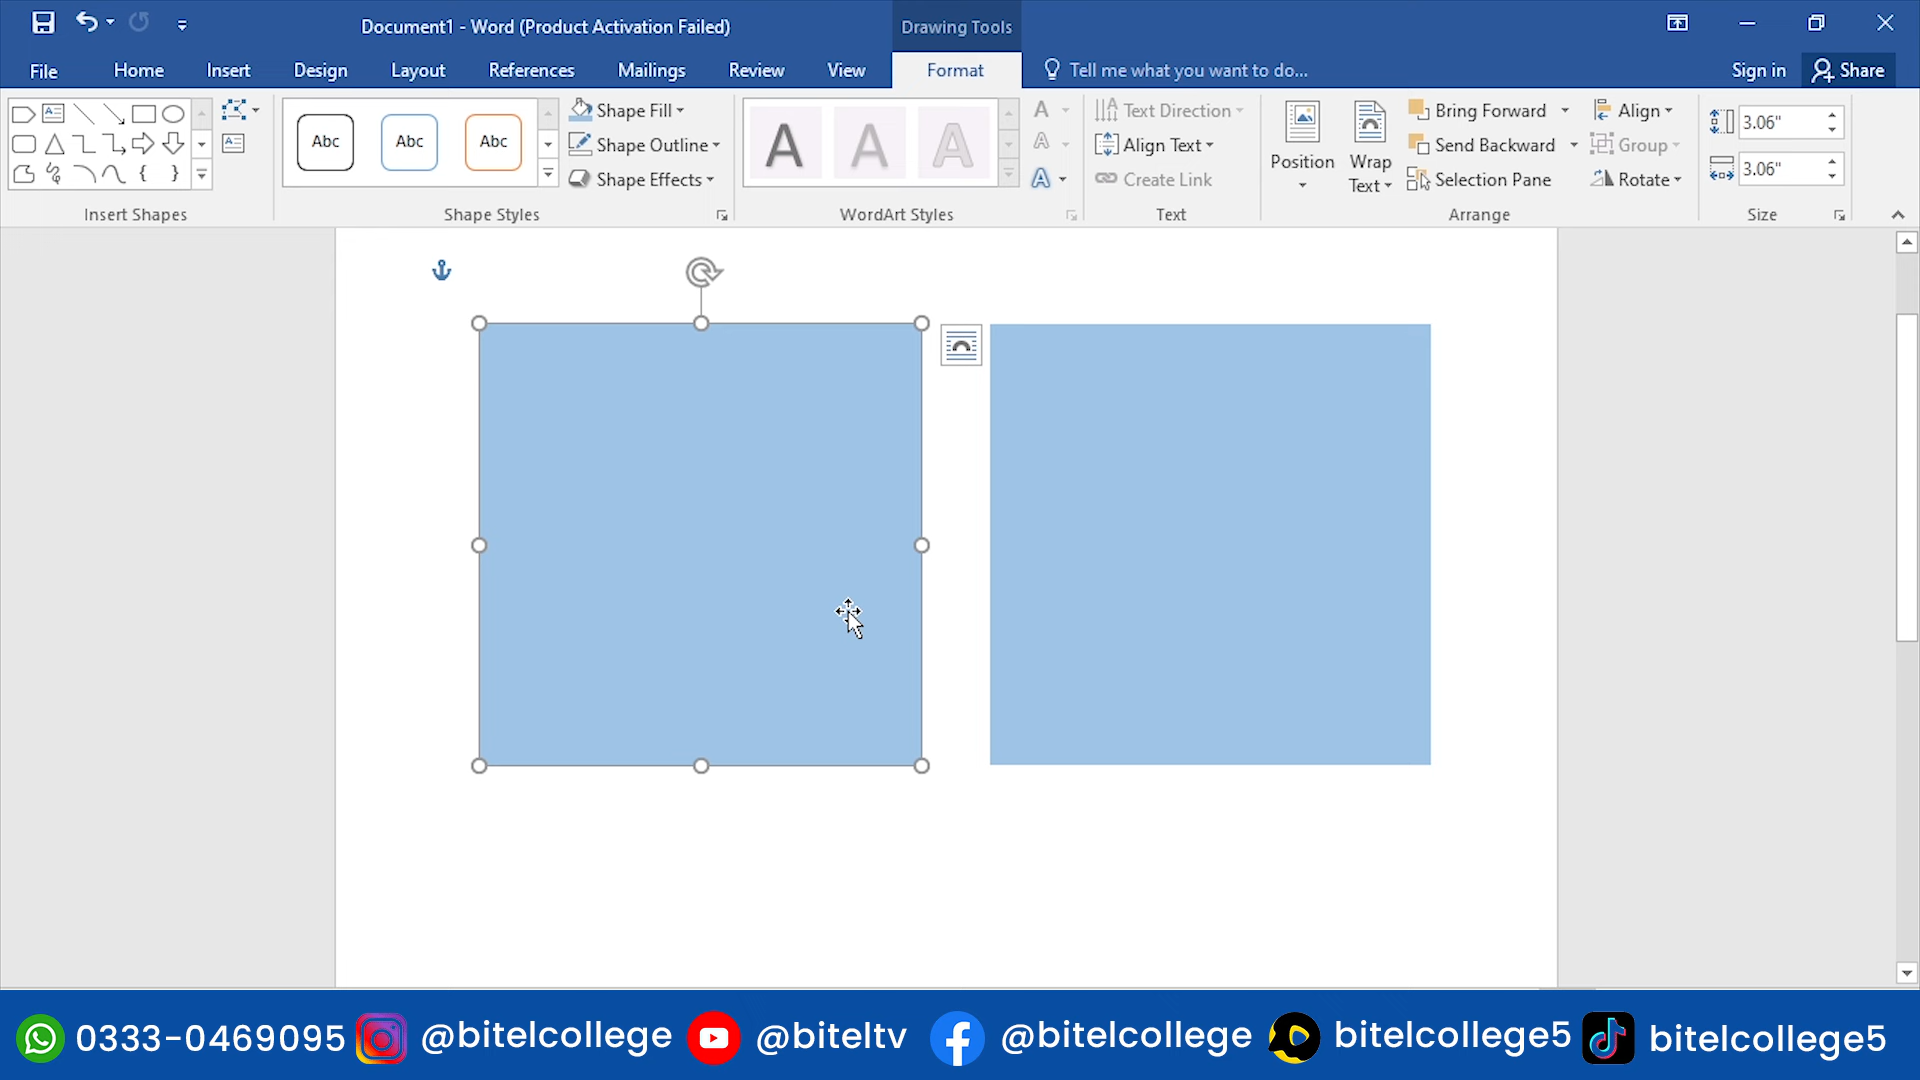 Document1 - Word (Product Activation Failed)
Drawing Tools
File Home Insert Design Layout References Mailings Review View Format Tell me what you want to do... Sign in Share
Abc Abc Abc
Shape Fill
Shape Outline
Shape Effects
A A A
A
A
A
Text Direction
Align Text
Create Link
Position
Wrap Text
Bring Forward
Send Backward
Selection Pane
Align
Group
Rotate
3.06"
3.06"
Insert Shapes Shape Styles WordArt Styles Text Arrange Size
0333-0469095 @bitelcollege @biteltv @bitelcollege bitelcollege5 bitelcollege5